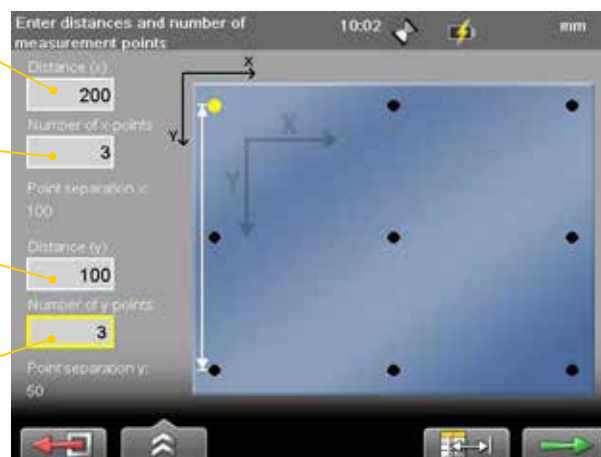 Enter distances and number of
measurement points
10:02
mm
Distance (x)
200
Number of x-points
3
Point separation x:
100
Distance (y)
100
Number of y-points
3
Point separation y:
50
X
Y
X
Y